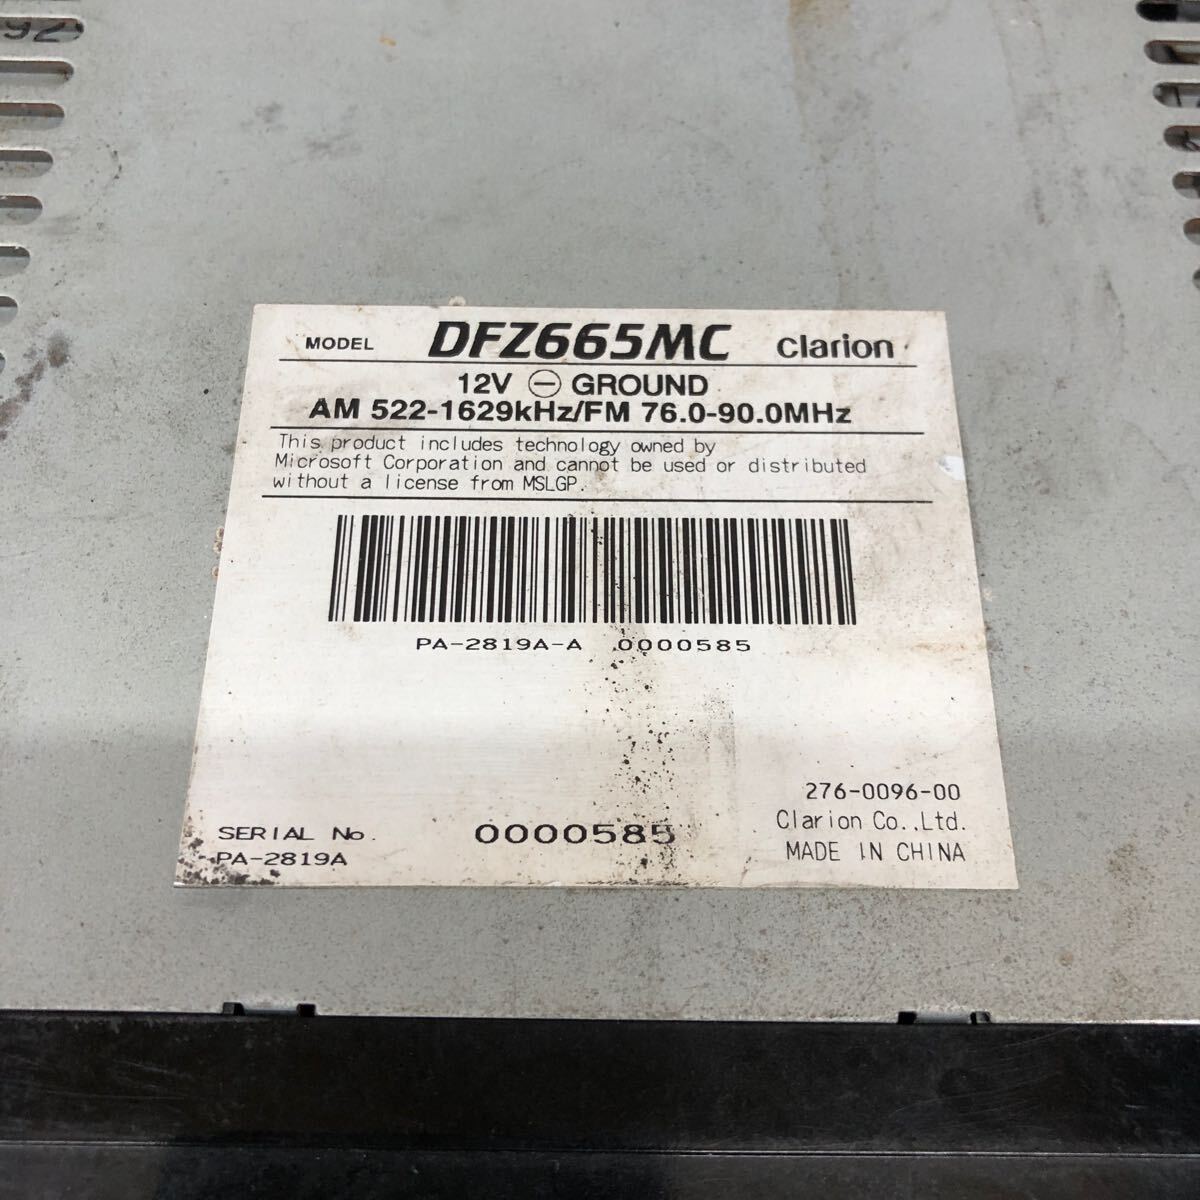 92
MODEL DFZ665MC clarion
12V ⊖ GROUND
AM 522-1629kHz/FM 76.0-90.0MHz
This product includes technology owned by
Microsoft Corporation and cannot be used or distributed
without a license from MSLGP.
PA-2819A-A 0000585
276-0096-00
SERIAL No. 0000585 Clarion Co.,Ltd.
PA-2819A MADE IN CHINA